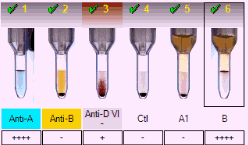 1 2 3 4 5 6
Anti-A Anti-B Anti-D VI - Ctl A1 B
++++ - + - - ++++